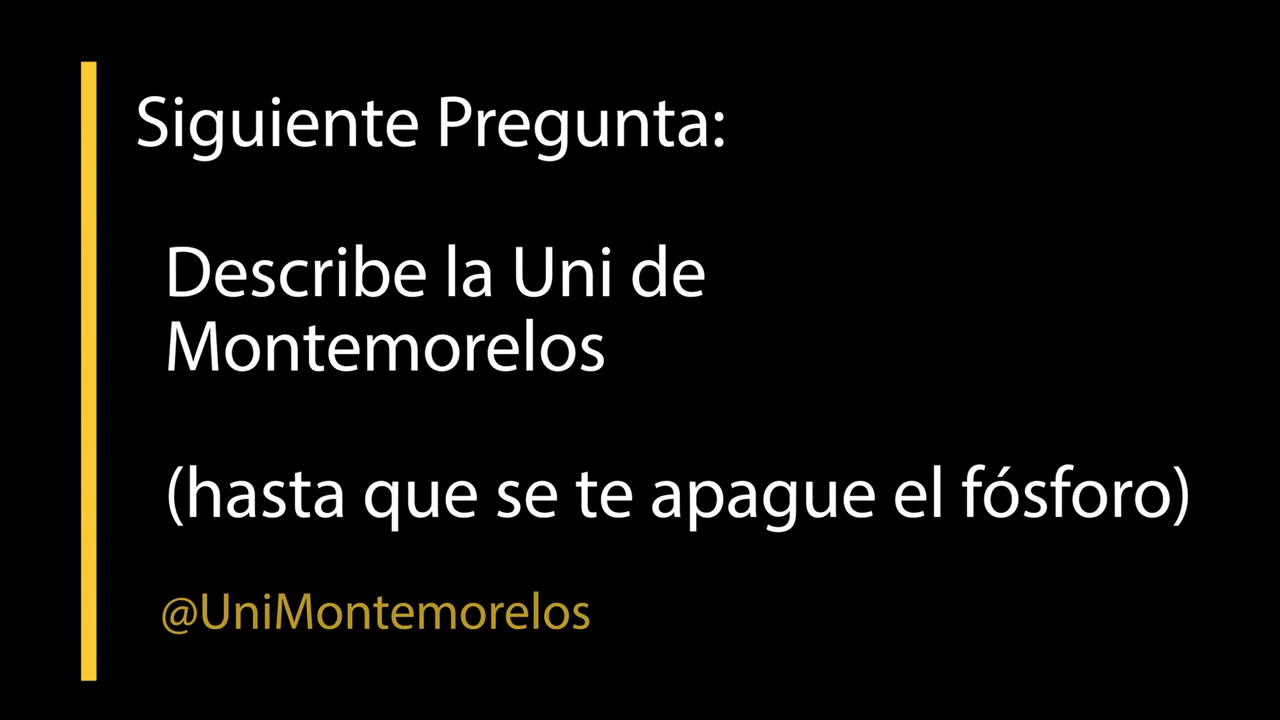 Siguiente Pregunta:
Describe la Uni de
Montemorelos
(hasta que se te apague el fósforo)
@UniMontemorelos